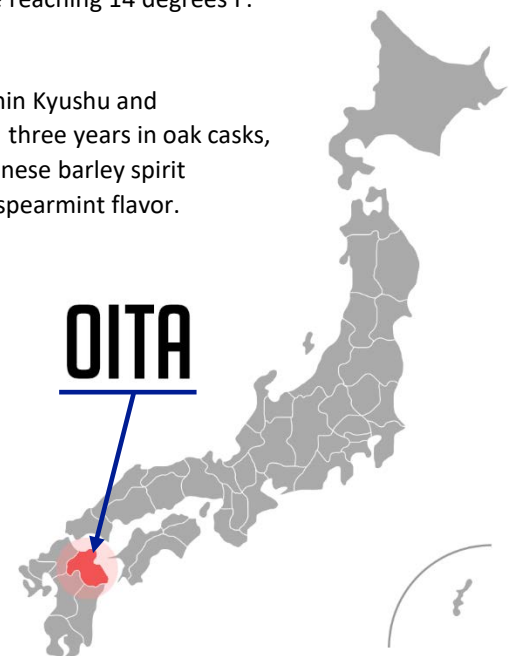 reaching 14 degrees F.
hin Kyushu and
three years in oak casks,
nese barley spirit
spearmint flavor.
OITA